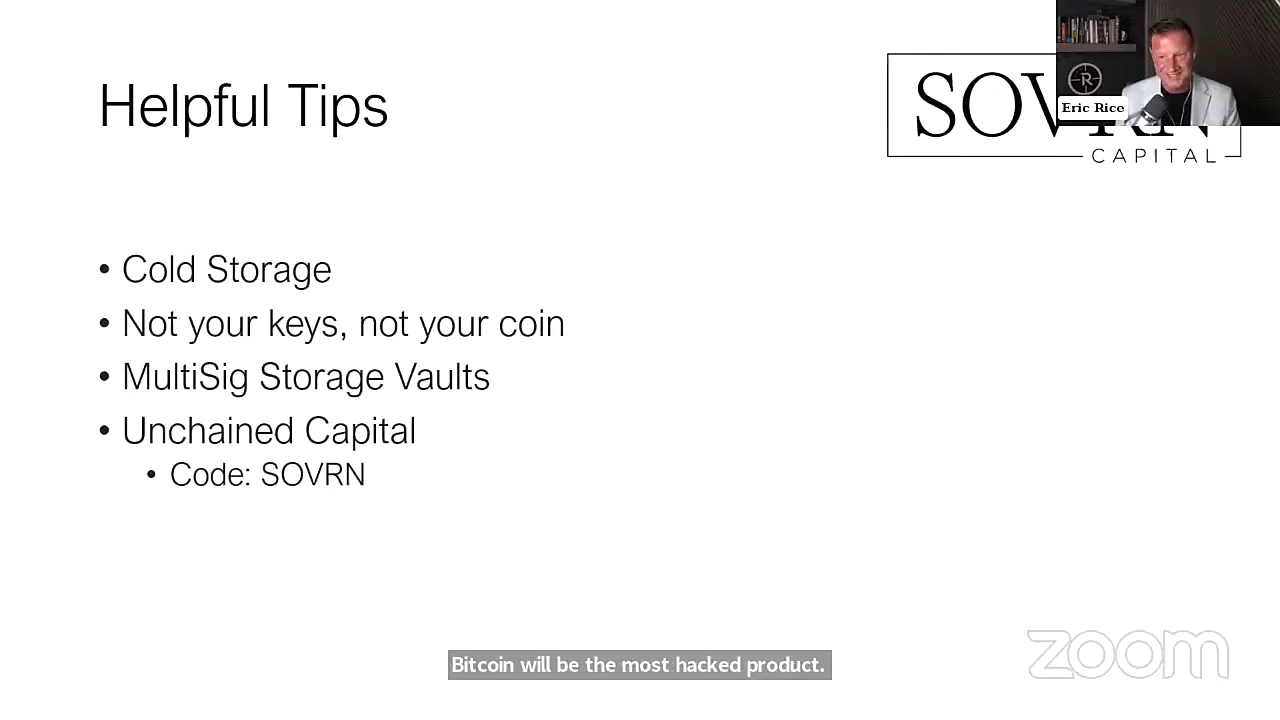 Helpful Tips
SOVRN
CAPITAL
Eric Rice
R
• Cold Storage
• Not your keys, not your coin
• MultiSig Storage Vaults
• Unchained Capital
• Code: SOVRN
Bitcoin will be the most hacked product.
zoom